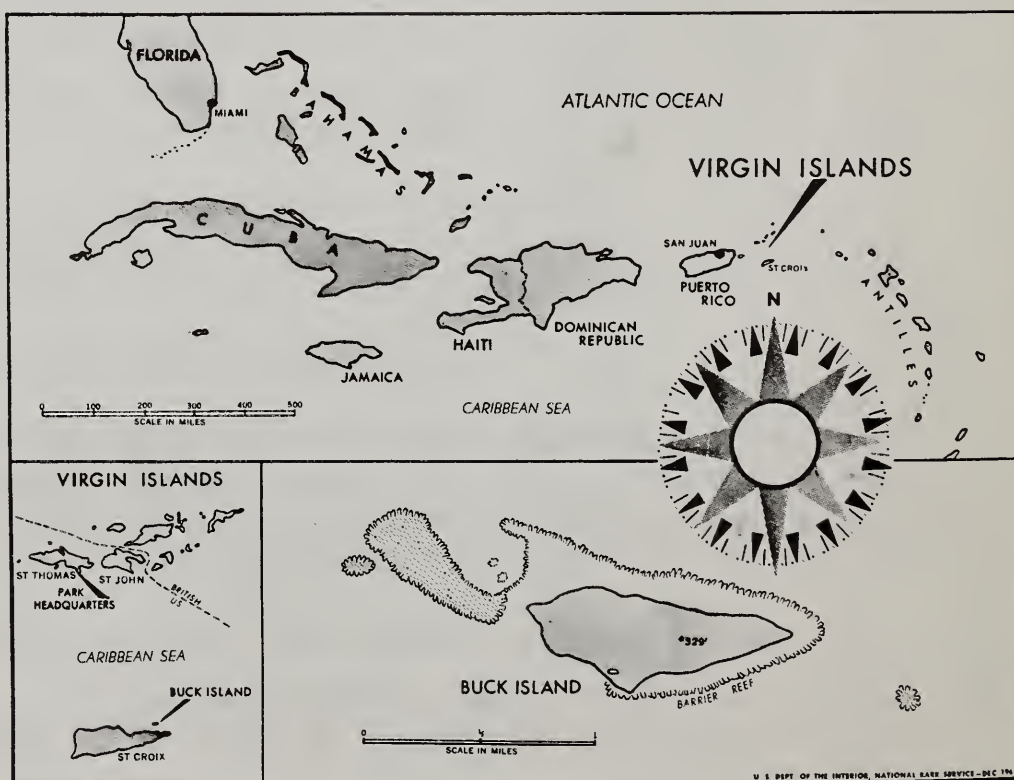 FLORIDA
MIAMI
BAHAMAS
ATLANTIC OCEAN
VIRGIN ISLANDS
CUBA
SAN JUAN
ST CROIX
PUERTO
RICO
ANTILLES
N
HAITI
DOMINICAN
REPUBLIC
JAMAICA
CARIBBEAN SEA
0 100 200 300 400 500
SCALE IN MILES
VIRGIN ISLANDS
ST THOMAS
ST JOHN
PARK
HEADQUARTERS
BRITISH
US
CARIBBEAN SEA
BUCK ISLAND
ST CROIX
329'
BUCK ISLAND
BARRIER REEF
0 ½ 1
SCALE IN MILES
U S DEPT OF THE INTERIOR, NATIONAL PARK SERVICE-DEC